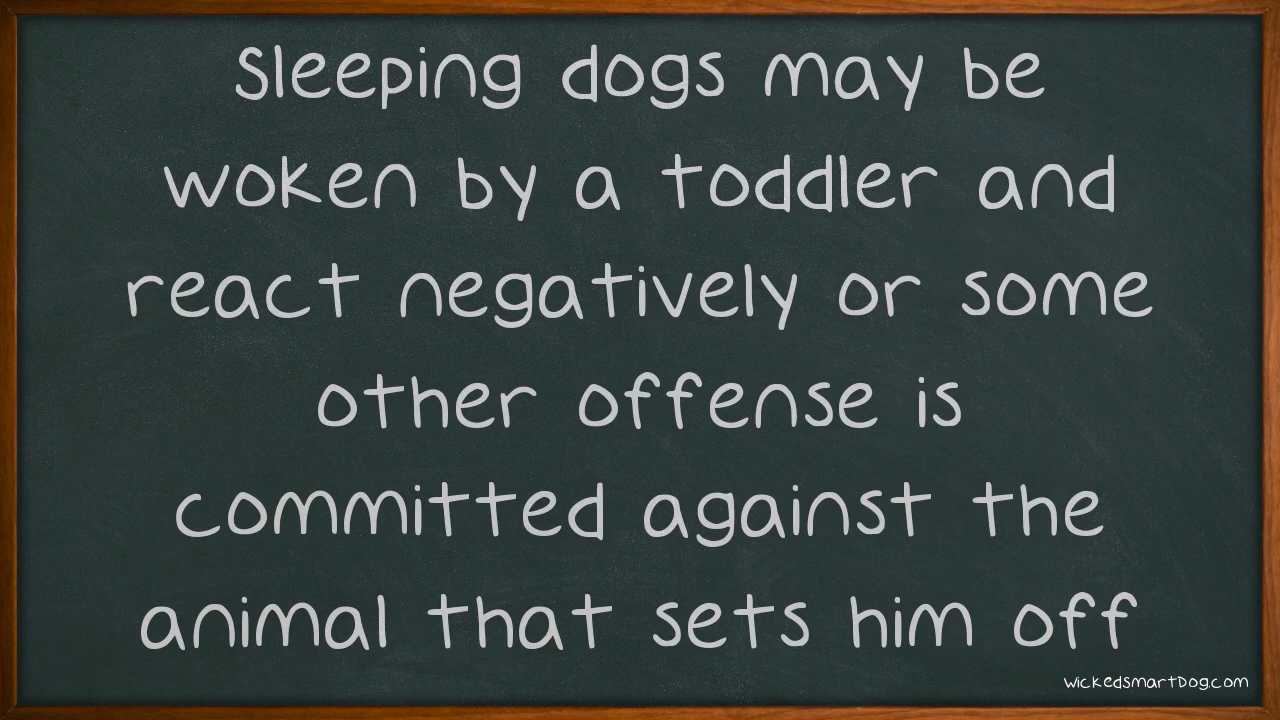 Sleeping dogs may be
woken by a toddler and
react negatively or some
other offense is
committed against the
animal that sets him off
wickedsmartDog.com